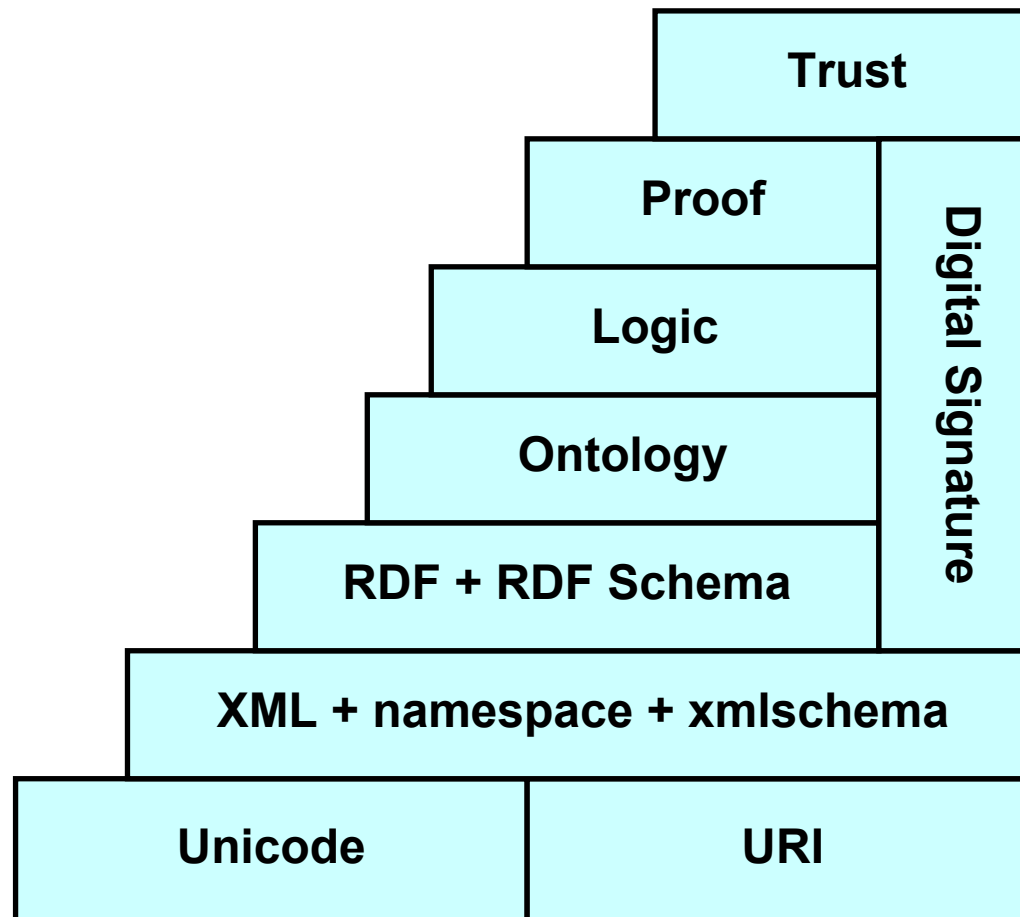 Trust
Proof
Digital Signature
Logic
Ontology
RDF + RDF Schema
XML + namespace + xmlschema
Unicode
URI